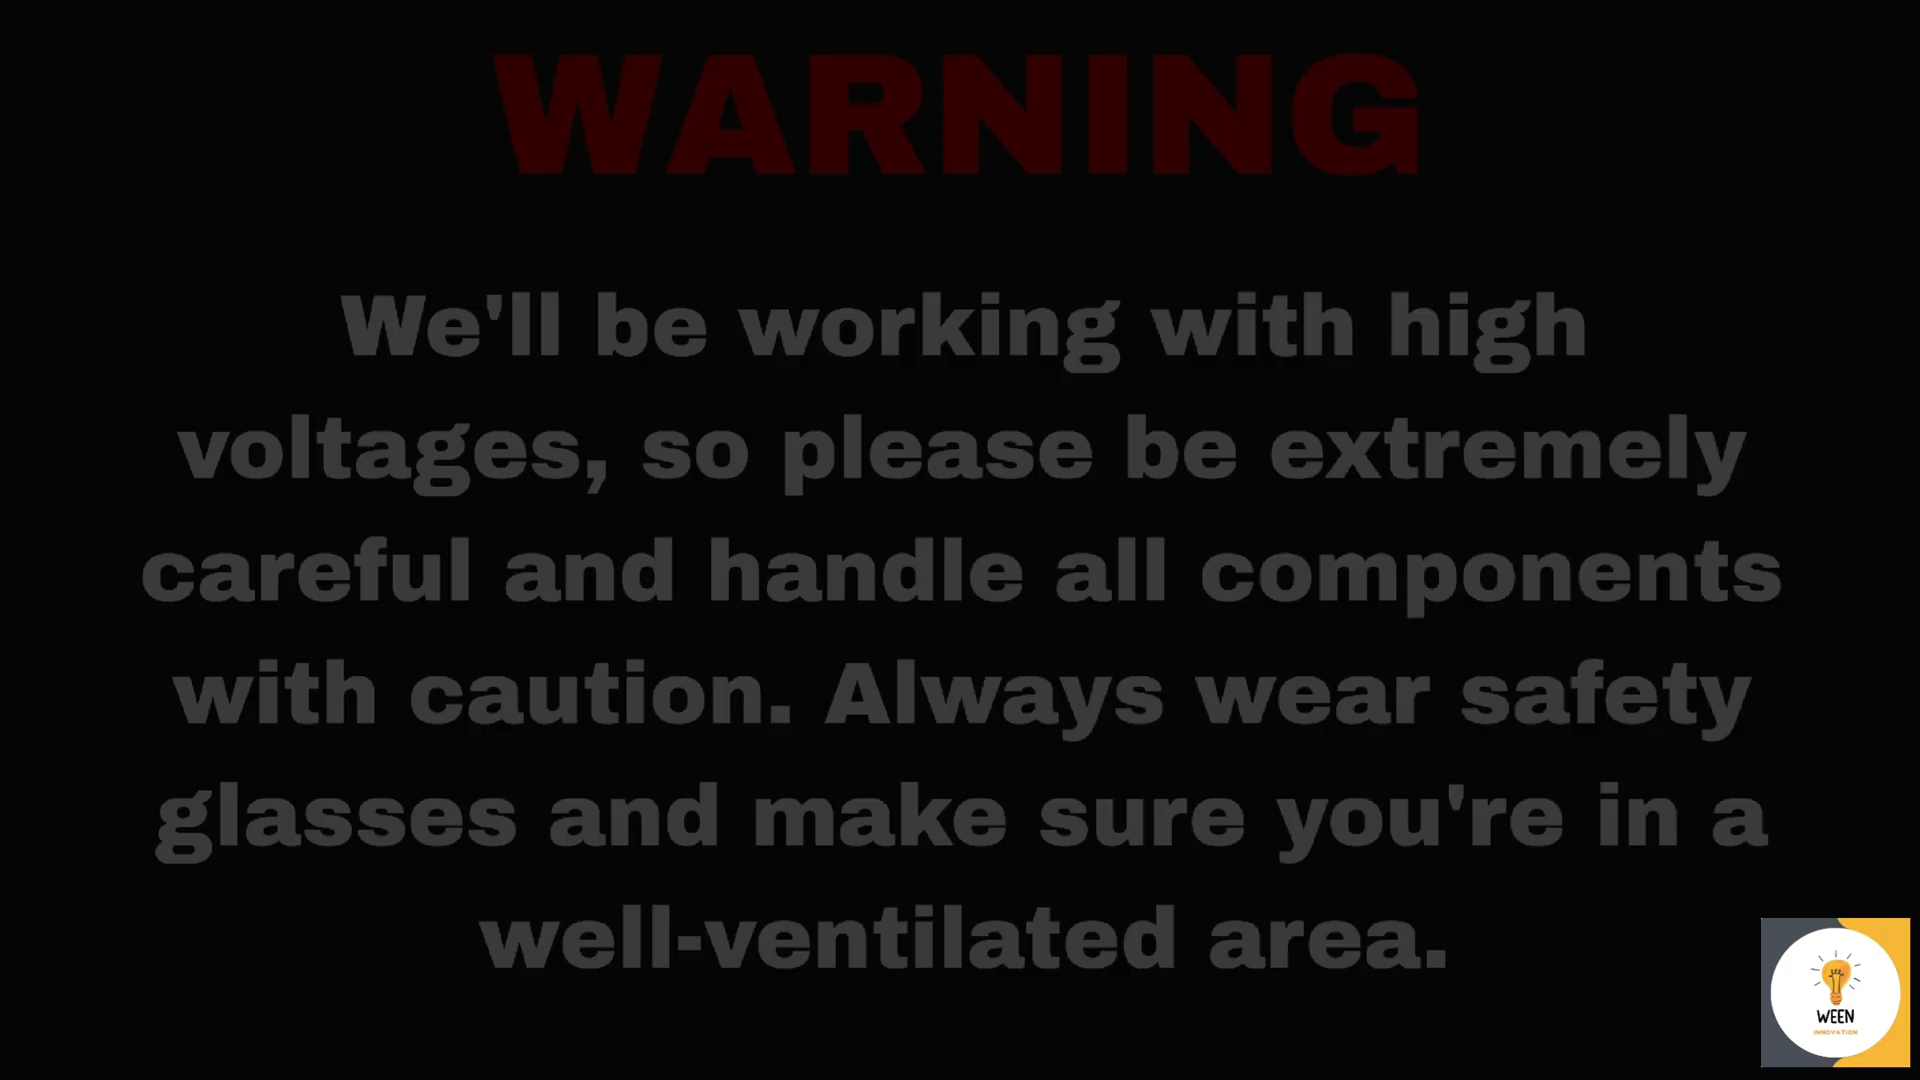 WARNING
We'll be working with high
voltages, so please be extremely
careful and handle all components
with caution. Always wear safety
glasses and make sure you're in a
well-ventilated area.
WEEN
INNOVATION